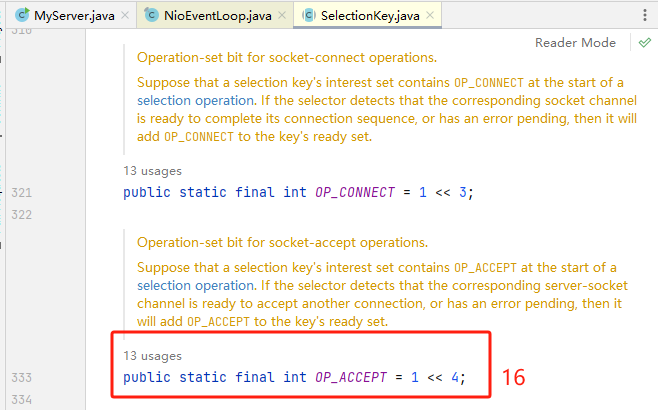 MyServer.java
NioEventLoop.java
SelectionKey.java
310
Reader Mode
Operation-set bit for socket-connect operations.
Suppose that a selection key's interest set contains OP_CONNECT at the start of a
selection operation. If the selector detects that the corresponding socket channel
is ready to complete its connection sequence, or has an error pending, then it will
add OP_CONNECT to the key's ready set.
13 usages
321 public static final int OP_CONNECT = 1 << 3;
322
Operation-set bit for socket-accept operations.
Suppose that a selection key's interest set contains OP_ACCEPT at the start of a
selection operation. If the selector detects that the corresponding server-socket
channel is ready to accept another connection, or has an error pending, then it
will add OP_ACCEPT to the key's ready set.
13 usages
333 public static final int OP_ACCEPT = 1 << 4; 16
334